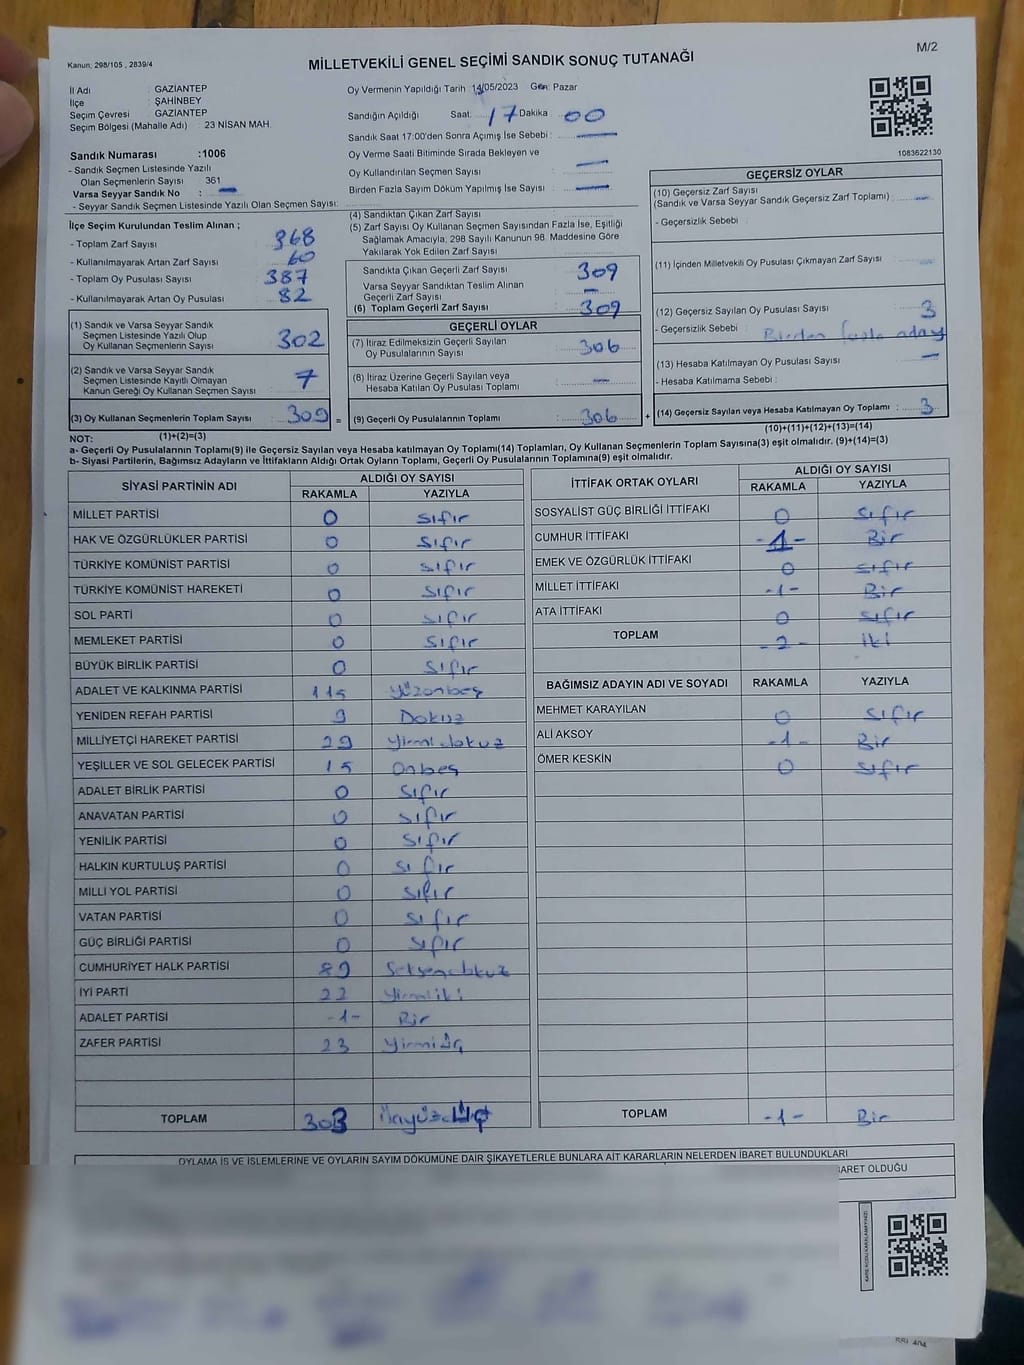 M/2
Kanun; 298/105 , 2839/4
MİLLETVEKİLİ GENEL SEÇİMİ SANDIK SONUÇ TUTANAĞI
İl Adı : GAZİANTEP
İlçe : ŞAHİNBEY
Seçim Çevresi : GAZİANTEP
Seçim Bölgesi (Mahalle Adı) : 23 NİSAN MAH.
Oy Vermenin Yapıldığı Tarih : 14/05/2023 Gün: Pazar
Sandığın Açıldığı Saat: 17 Dakika 00
Sandık Saat 17:00'den Sonra Açımış İse Sebebi : —
Oy Verme Saati Bitiminde Sırada Bekleyen ve
Oy Kullandırılan Seçmen Sayısı : —
Birden Fazla Sayım Döküm Yapılmış İse Sayısı : —
1083622130
Sandık Numarası :1006
- Sandık Seçmen Listesinde Yazılı
Olan Seçmenlerin Sayısı : 361
Varsa Seyyar Sandık No : —
- Seyyar Sandık Seçmen Listesinde Yazılı Olan Seçmen Sayısı:
İlçe Seçim Kurulundan Teslim Alınan ;
- Toplam Zarf Sayısı : 368
- Kullanılmayarak Artan Zarf Sayısı : 60
- Toplam Oy Pusulası Sayısı : 387
- Kullanılmayarak Artan Oy Pusulası : 82
(1) Sandık ve Varsa Seyyar Sandık
Seçmen Listesinde Yazılı Olup
Oy Kullanan Seçmenlerin Sayısı : 302
(2) Sandık ve Varsa Seyyar Sandık
Seçmen Listesinde Kayıtlı Olmayan
Kanun Gereği Oy Kullanan Seçmen Sayısı : 7
(3) Oy Kullanan Seçmenlerin Toplam Sayısı : 309 =
(1)+(2)=(3)
(4) Sandıktan Çıkan Zarf Sayısı :
(5) Zarf Sayısı Oy Kullanan Seçmen Sayısından Fazla İse, Eşitliği
Sağlamak Amacıyla; 298 Sayılı Kanunun 98. Maddesine Göre
Yakılarak Yok Edilen Zarf Sayısı :
Sandıkta Çıkan Geçerli Zarf Sayısı : 309
Varsa Seyyar Sandıktan Teslim Alınan
Geçerli Zarf Sayısı : —
(6) Toplam Geçerli Zarf Sayısı : 309
GEÇERLİ OYLAR
(7) İtiraz Edilmeksizin Geçerli Sayılan
Oy Pusulalarının Sayısı : 306
(8) İtiraz Üzerine Geçerli Sayılan veya
Hesaba Katılan Oy Pusulası Toplamı : —
(9) Geçerli Oy Pusulalarının Toplamı : 306 +
GEÇERSİZ OYLAR
(10) Geçersiz Zarf Sayısı
(Sandık ve Varsa Seyyar Sandık Geçersiz Zarf Toplamı) : —
- Geçersizlik Sebebi :
(11) İçinden Milletvekili Oy Pusulası Çıkmayan Zarf Sayısı : —
(12) Geçersiz Sayılan Oy Pusulası Sayısı : 3
- Geçersizlik Sebebi : Birden fazla aday
(13) Hesaba Katılmayan Oy Pusulası Sayısı : —
- Hesaba Katılmama Sebebi :
(14) Geçersiz Sayılan veya Hesaba Katılmayan Oy Toplamı : 3
(10)+(11)+(12)+(13)=(14)
NOT:
a- Geçerli Oy Pusulalarının Toplamı(9) ile Geçersiz Sayılan veya Hesaba katılmayan Oy Toplamı(14) Toplamları, Oy Kullanan Seçmenlerin Toplam Sayısına(3) eşit olmalıdır. (9)+(14)=(3)
b- Siyasi Partilerin, Bağımsız Adayların ve İttifakların Aldığı Ortak Oyların Toplamı, Geçerli Oy Pusulalarının Toplamına(9) eşit olmalıdır.
SİYASİ PARTİNİN ADI ALDIĞI OY SAYISI
RAKAMLA YAZIYLA
MİLLET PARTİSİ 0 sıfır
HAK VE ÖZGÜRLÜKLER PARTİSİ 0 sıfır
TÜRKİYE KOMÜNİST PARTİSİ 0 sıfır
TÜRKİYE KOMÜNİST HAREKETİ 0 sıfır
SOL PARTİ 0 sıfır
MEMLEKET PARTİSİ 0 sıfır
BÜYÜK BİRLİK PARTİSİ 0 sıfır
ADALET VE KALKINMA PARTİSİ 115 yüzonbeş
YENİDEN REFAH PARTİSİ 9 Dokuz
MİLLİYETÇİ HAREKET PARTİSİ 29 yirmidokuz
YEŞİLLER VE SOL GELECEK PARTİSİ 15 Onbeş
ADALET BİRLİK PARTİSİ 0 sıfır
ANAVATAN PARTİSİ 0 sıfır
YENİLİK PARTİSİ 0 sıfır
HALKIN KURTULUŞ PARTİSİ 0 sıfır
MİLLİ YOL PARTİSİ 0 sıfır
VATAN PARTİSİ 0 sıfır
GÜÇ BİRLİĞİ PARTİSİ 0 sıfır
CUMHURİYET HALK PARTİSİ 89 Seksendokuz
İYİ PARTİ 22 yirmiiki
ADALET PARTİSİ -1- Bir
ZAFER PARTİSİ 23 yirmiüç
TOPLAM 303
İTTİFAK ORTAK OYLARI ALDIĞI OY SAYISI
RAKAMLA YAZIYLA
SOSYALİST GÜÇ BİRLİĞİ İTTİFAKI 0 sıfır
CUMHUR İTTİFAKI -1- Bir
EMEK VE ÖZGÜRLÜK İTTİFAKI 0 sıfır
MİLLET İTTİFAKI -1- Bir
ATA İTTİFAKI 0 sıfır
TOPLAM -2- iki
BAĞIMSIZ ADAYIN ADI VE SOYADI RAKAMLA YAZIYLA
MEHMET KARAYILAN 0 sıfır
ALİ AKSOY -1- Bir
ÖMER KESKİN 0 sıfır
TOPLAM -1- Bir
OYLAMA İŞ VE İŞLEMLERİNE VE OYLARIN SAYIM DÖKÜMÜNE DAİR ŞİKAYETLERLE BUNLARA AİT KARARLARIN NELERDEN İBARET BULUNDUKLARI
BARET OLDUĞU
KARE KODU KARALAMAYINIZ!